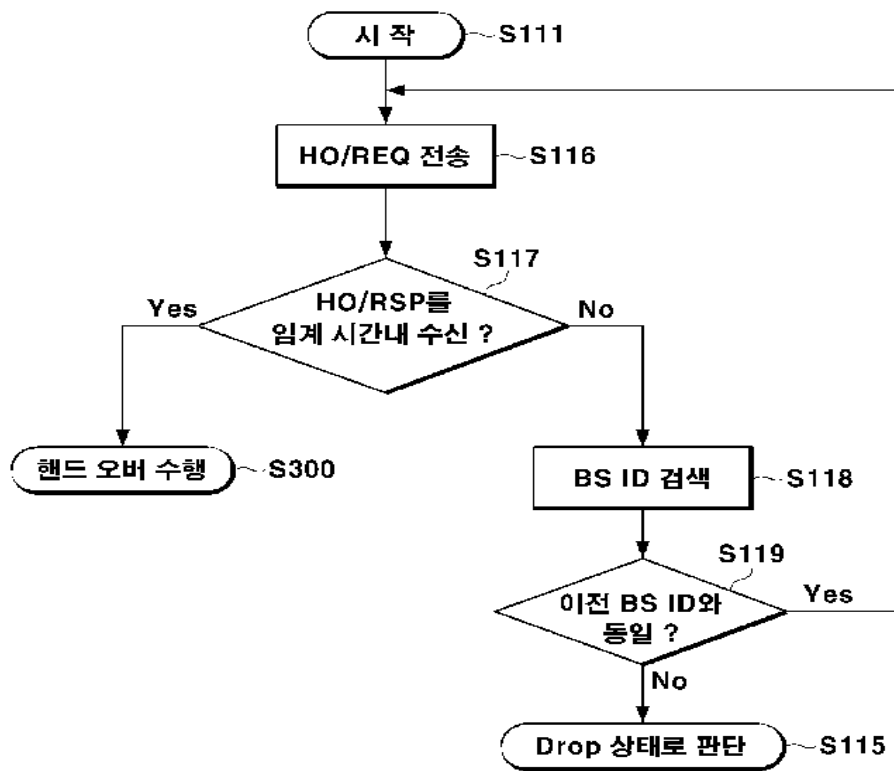 시 작
S111
HO/REQ 전송
S116
S117
HO/RSP를
임계 시간내 수신 ?
Yes
No
핸드 오버 수행
S300
BS ID 검색
S118
S119
이전 BS ID와
동일 ?
Yes
No
Drop 상태로 판단
S115